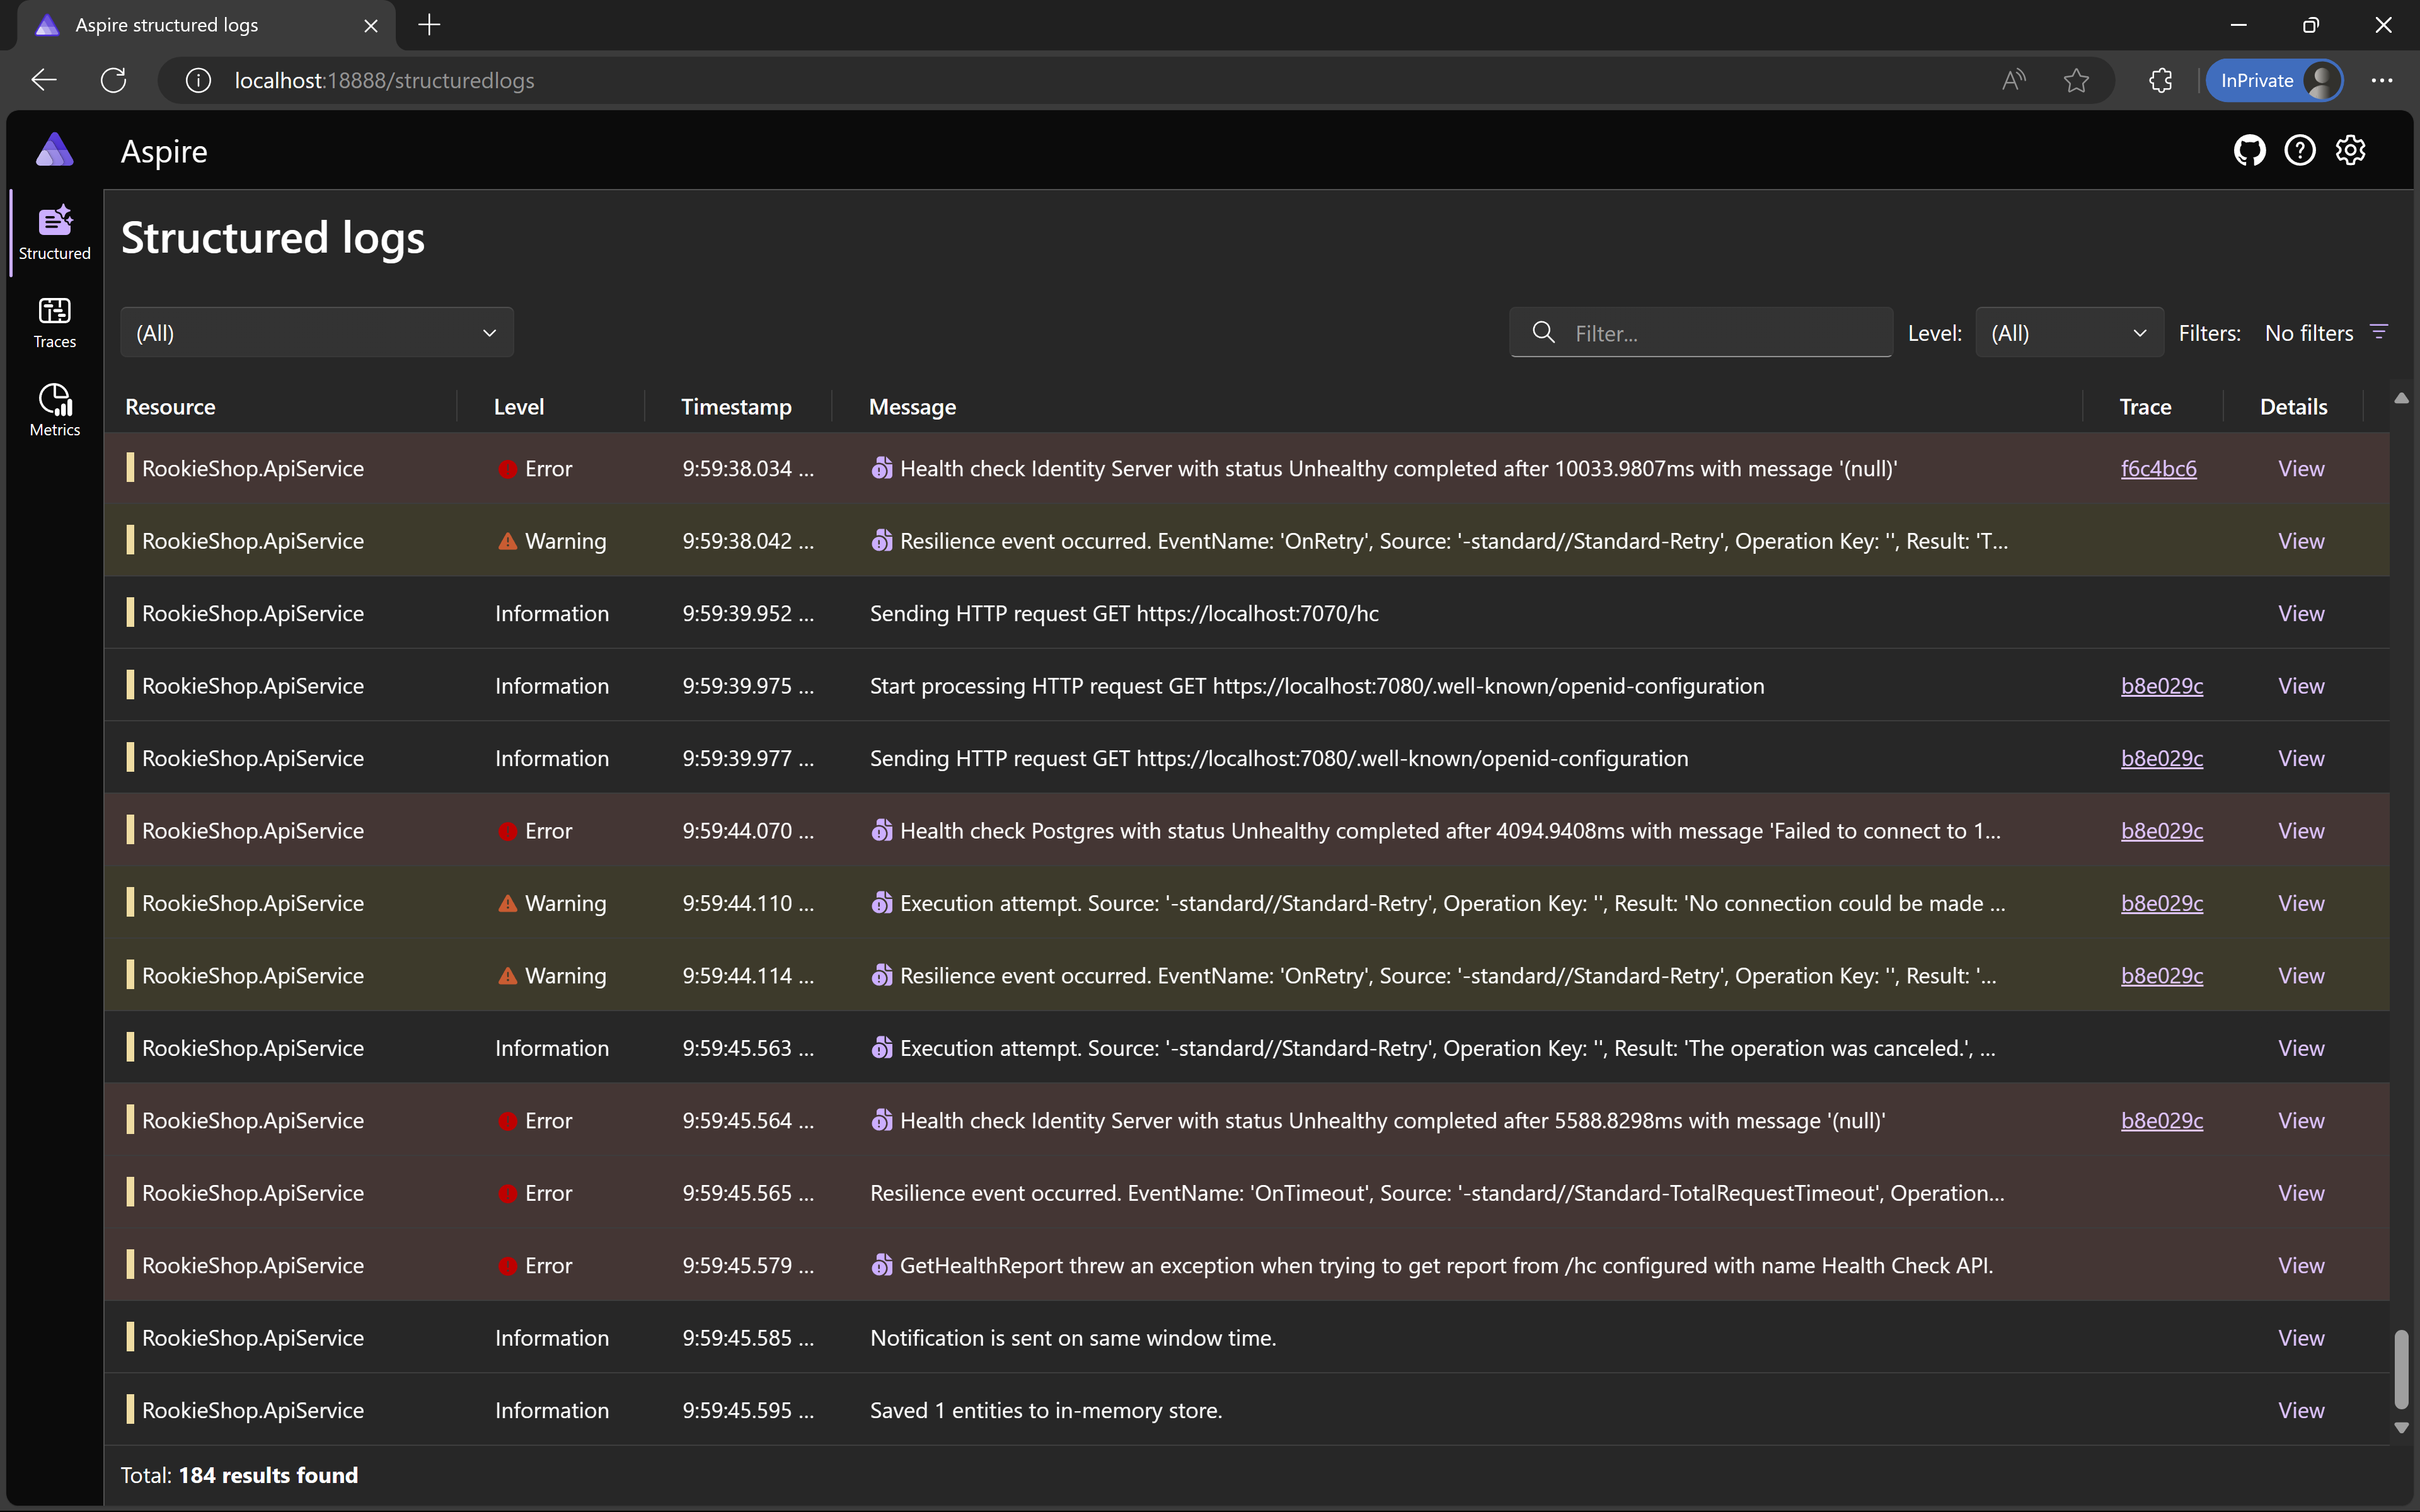 Aspire structured logs
localhost:18888/structuredlogs
InPrivate
Aspire
Structured
Traces
Metrics
Structured logs
(All)
Filter...
Level: (All)
Filters: No filters
Resource Level Timestamp Message Trace Details
RookieShop.ApiService Error 9:59:38.034 ... Health check Identity Server with status Unhealthy completed after 10033.9807ms with message '(null)' f6c4bc6 View
RookieShop.ApiService Warning 9:59:38.042 ... Resilience event occurred. EventName: 'OnRetry', Source: '-standard//Standard-Retry', Operation Key: '', Result: 'T... View
RookieShop.ApiService Information 9:59:39.952 ... Sending HTTP request GET https://localhost:7070/hc View
RookieShop.ApiService Information 9:59:39.975 ... Start processing HTTP request GET https://localhost:7080/.well-known/openid-configuration b8e029c View
RookieShop.ApiService Information 9:59:39.977 ... Sending HTTP request GET https://localhost:7080/.well-known/openid-configuration b8e029c View
RookieShop.ApiService Error 9:59:44.070 ... Health check Postgres with status Unhealthy completed after 4094.9408ms with message 'Failed to connect to 1... b8e029c View
RookieShop.ApiService Warning 9:59:44.110 ... Execution attempt. Source: '-standard//Standard-Retry', Operation Key: '', Result: 'No connection could be made ... b8e029c View
RookieShop.ApiService Warning 9:59:44.114 ... Resilience event occurred. EventName: 'OnRetry', Source: '-standard//Standard-Retry', Operation Key: '', Result: '... b8e029c View
RookieShop.ApiService Information 9:59:45.563 ... Execution attempt. Source: '-standard//Standard-Retry', Operation Key: '', Result: 'The operation was canceled.', ... View
RookieShop.ApiService Error 9:59:45.564 ... Health check Identity Server with status Unhealthy completed after 5588.8298ms with message '(null)' b8e029c View
RookieShop.ApiService Error 9:59:45.565 ... Resilience event occurred. EventName: 'OnTimeout', Source: '-standard//Standard-TotalRequestTimeout', Operation... View
RookieShop.ApiService Error 9:59:45.579 ... GetHealthReport threw an exception when trying to get report from /hc configured with name Health Check API. View
RookieShop.ApiService Information 9:59:45.585 ... Notification is sent on same window time. View
RookieShop.ApiService Information 9:59:45.595 ... Saved 1 entities to in-memory store. View
Total: 184 results found